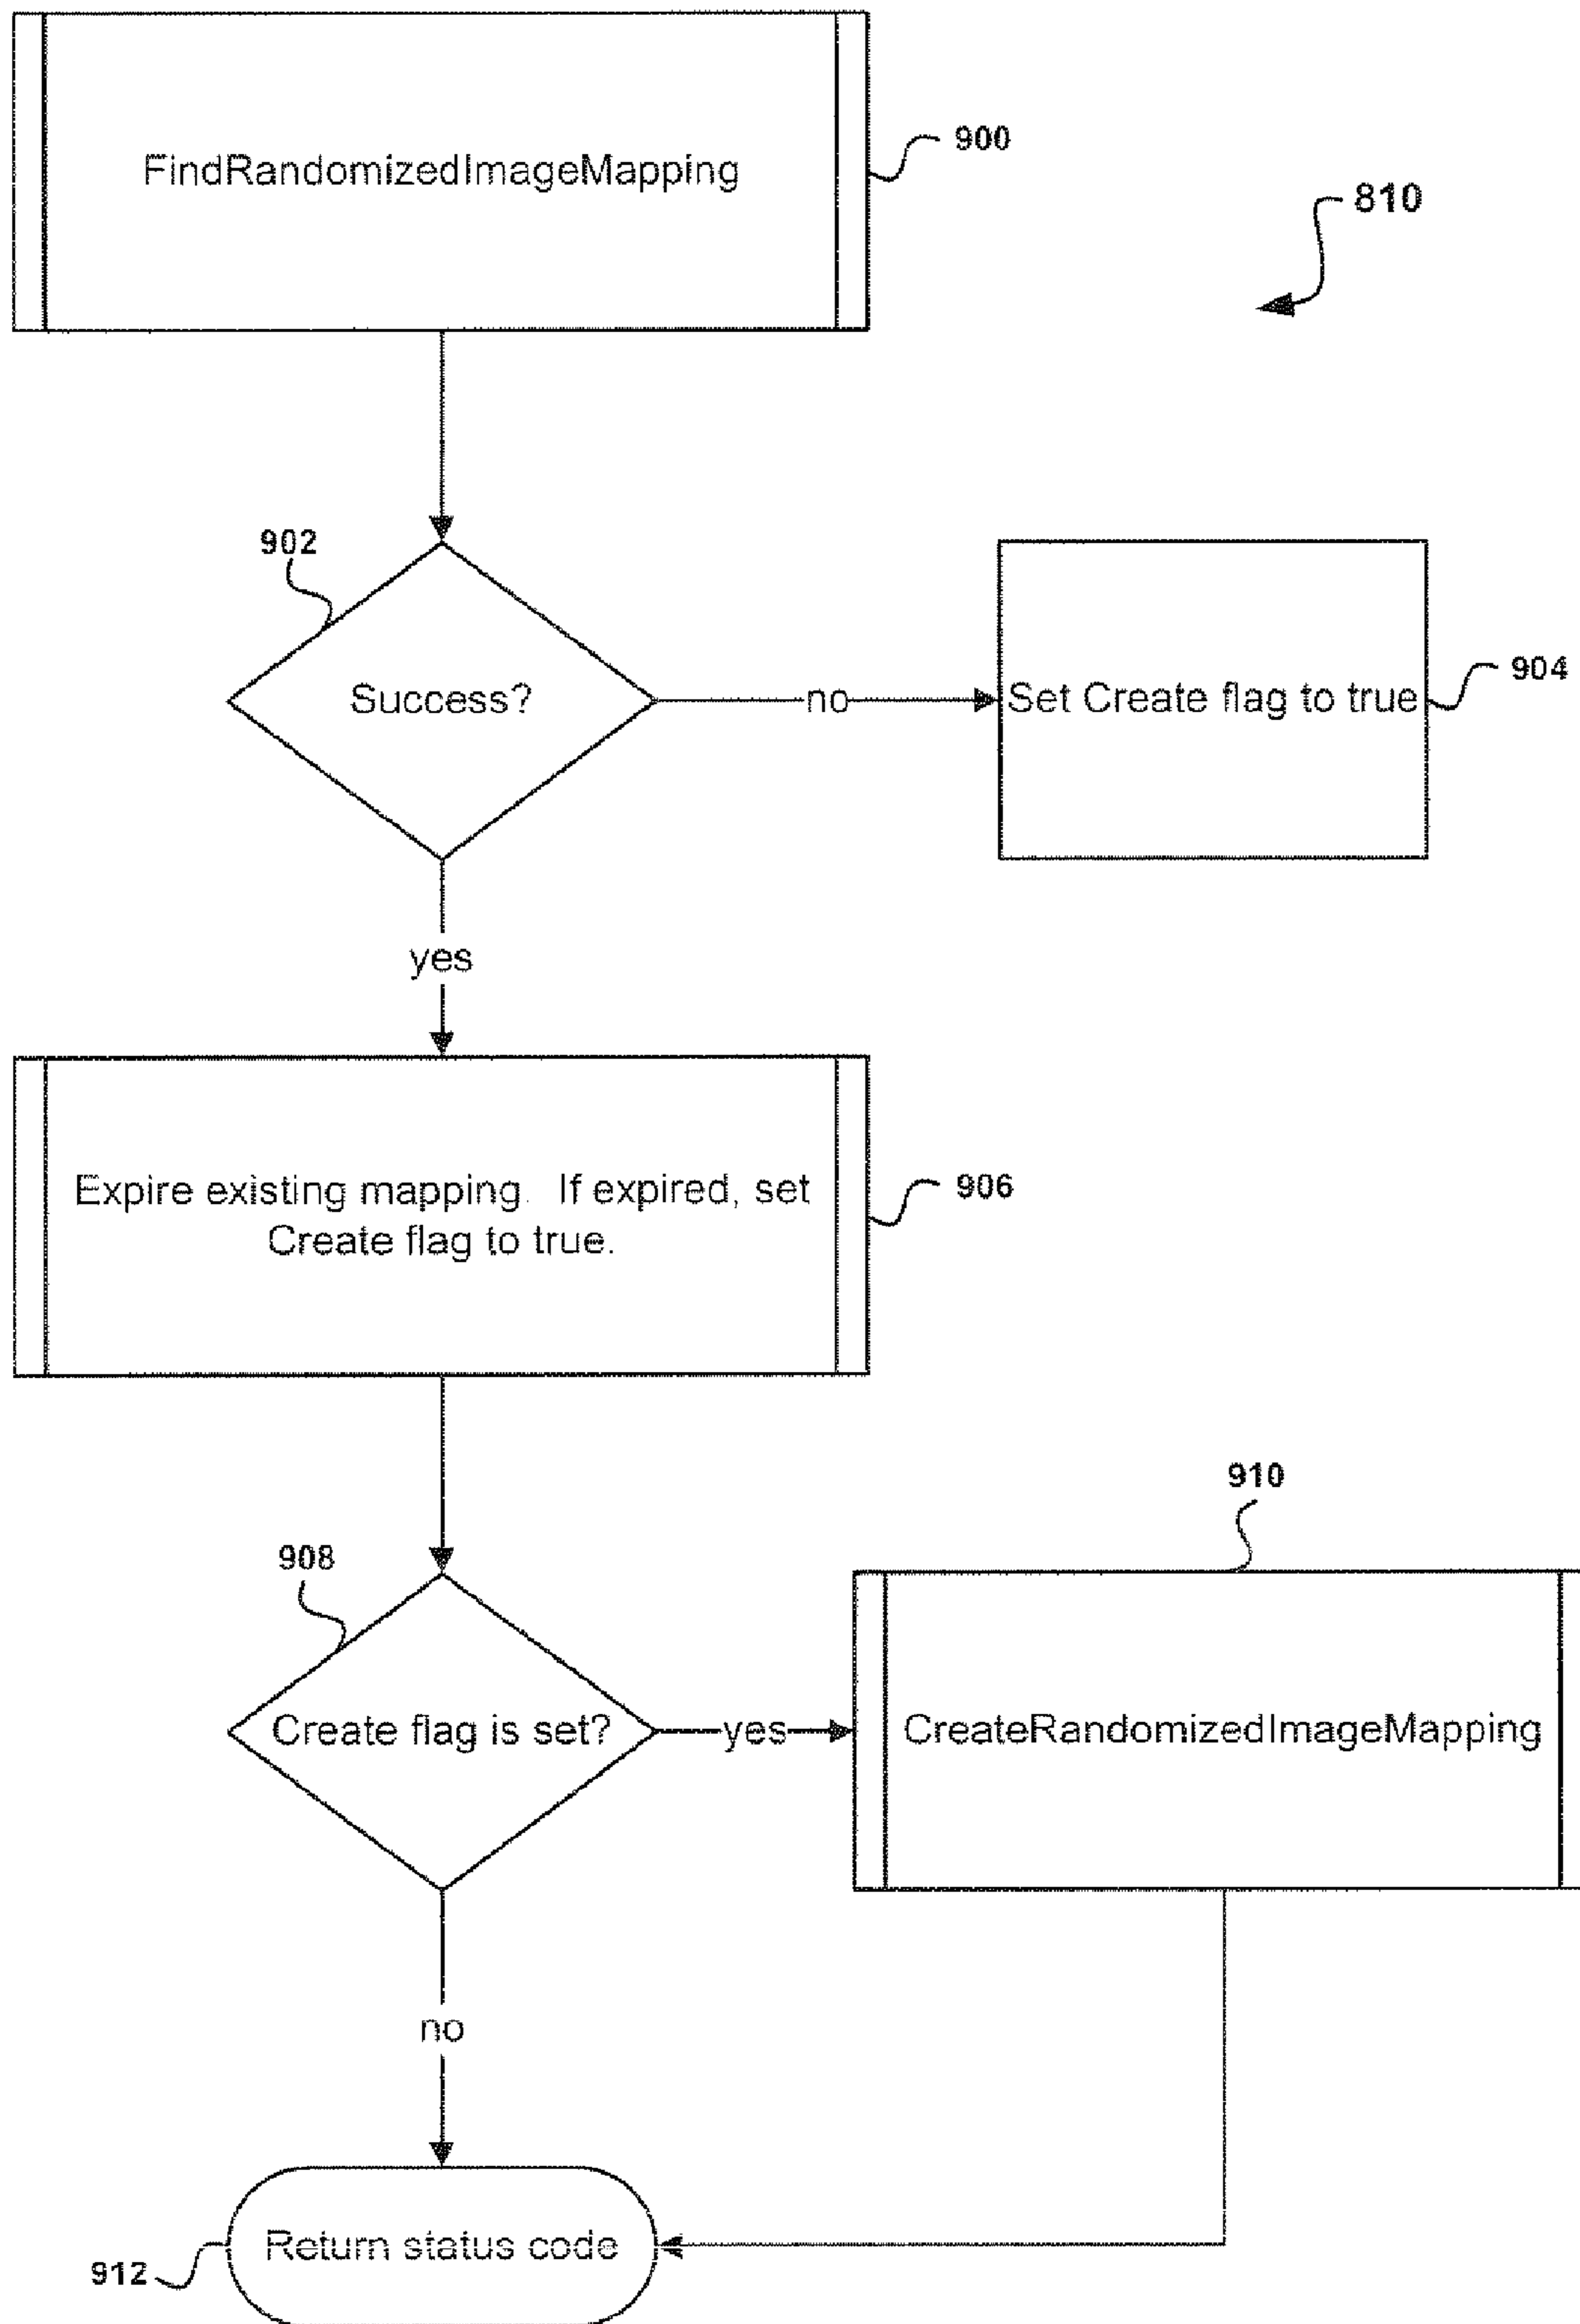 FindRandomizedImageMapping
900
810
902
Success?
no
Set Create flag to true
904
yes
Expire existing mapping. If expired, set
Create flag to true.
906
910
908
Create flag is set?
yes
CreateRandomizedImageMapping
no
Return status code
912